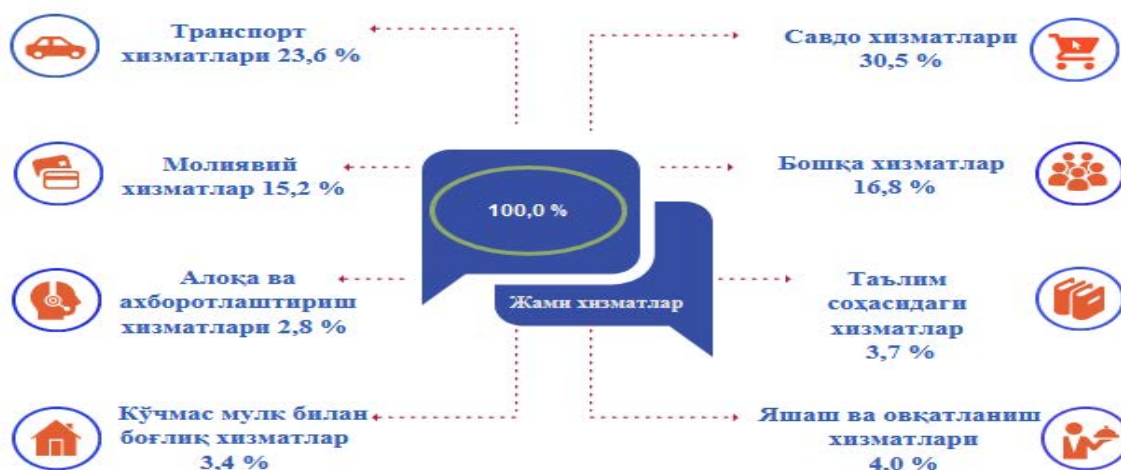 Транспорт
хизматлари 23,6 %
Савдо хизматлари
30,5 %
Молиявий
хизматлар 15,2 %
Бошқа хизматлар
16,8 %
100,0 %
Жами хизматлар
Алоқа ва
ахборотлаштириш
хизматлари 2,8 %
Таълим
соҳасидаги
хизматлар
3,7 %
Кўчмас мулк билан
боғлиқ хизматлар
3,4 %
Яшаш ва овқатланиш
хизматлари
4,0 %